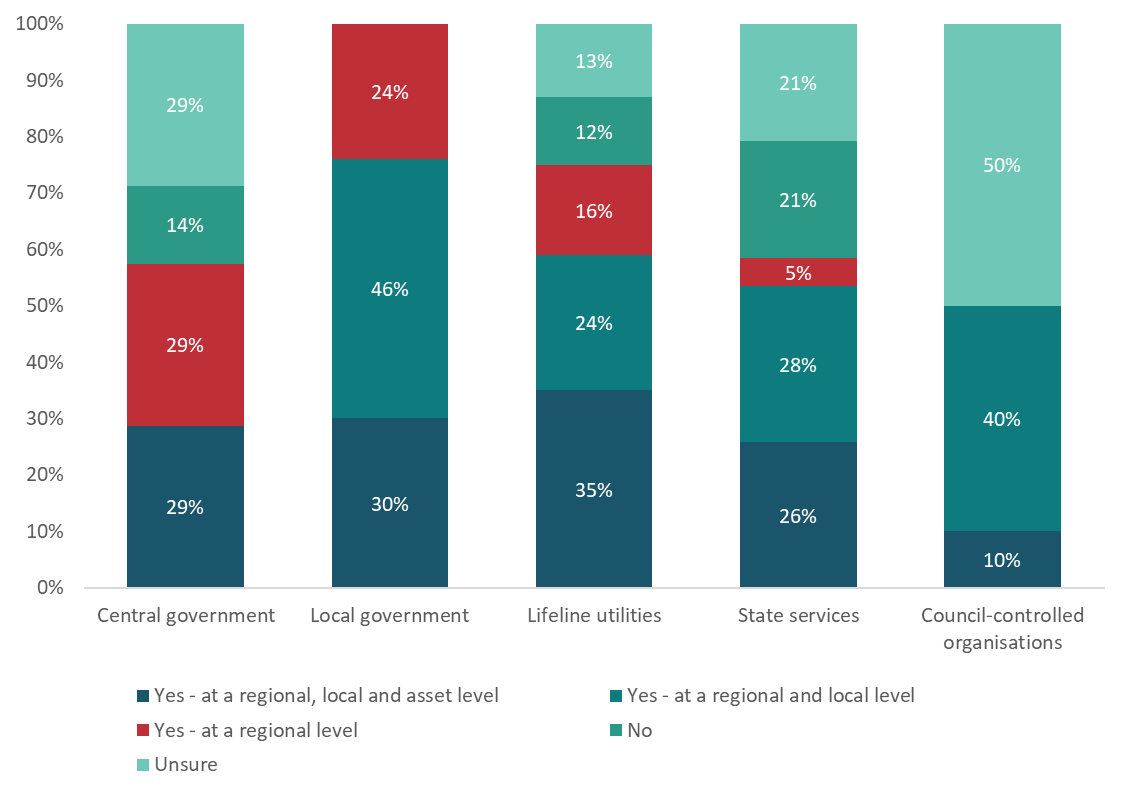 100%
90%
80%
70%
60%
50%
40%
30%
20%
10%
0%
29%
14%
29%
29%
24%
46%
30%
13%
12%
16%
24%
35%
21%
21%
5%
28%
26%
50%
40%
10%
Central government
Local government
Lifeline utilities
State services
Council-controlled
organisations
Yes - at a regional, local and asset level
Yes - at a regional and local level
Yes - at a regional level
No
Unsure